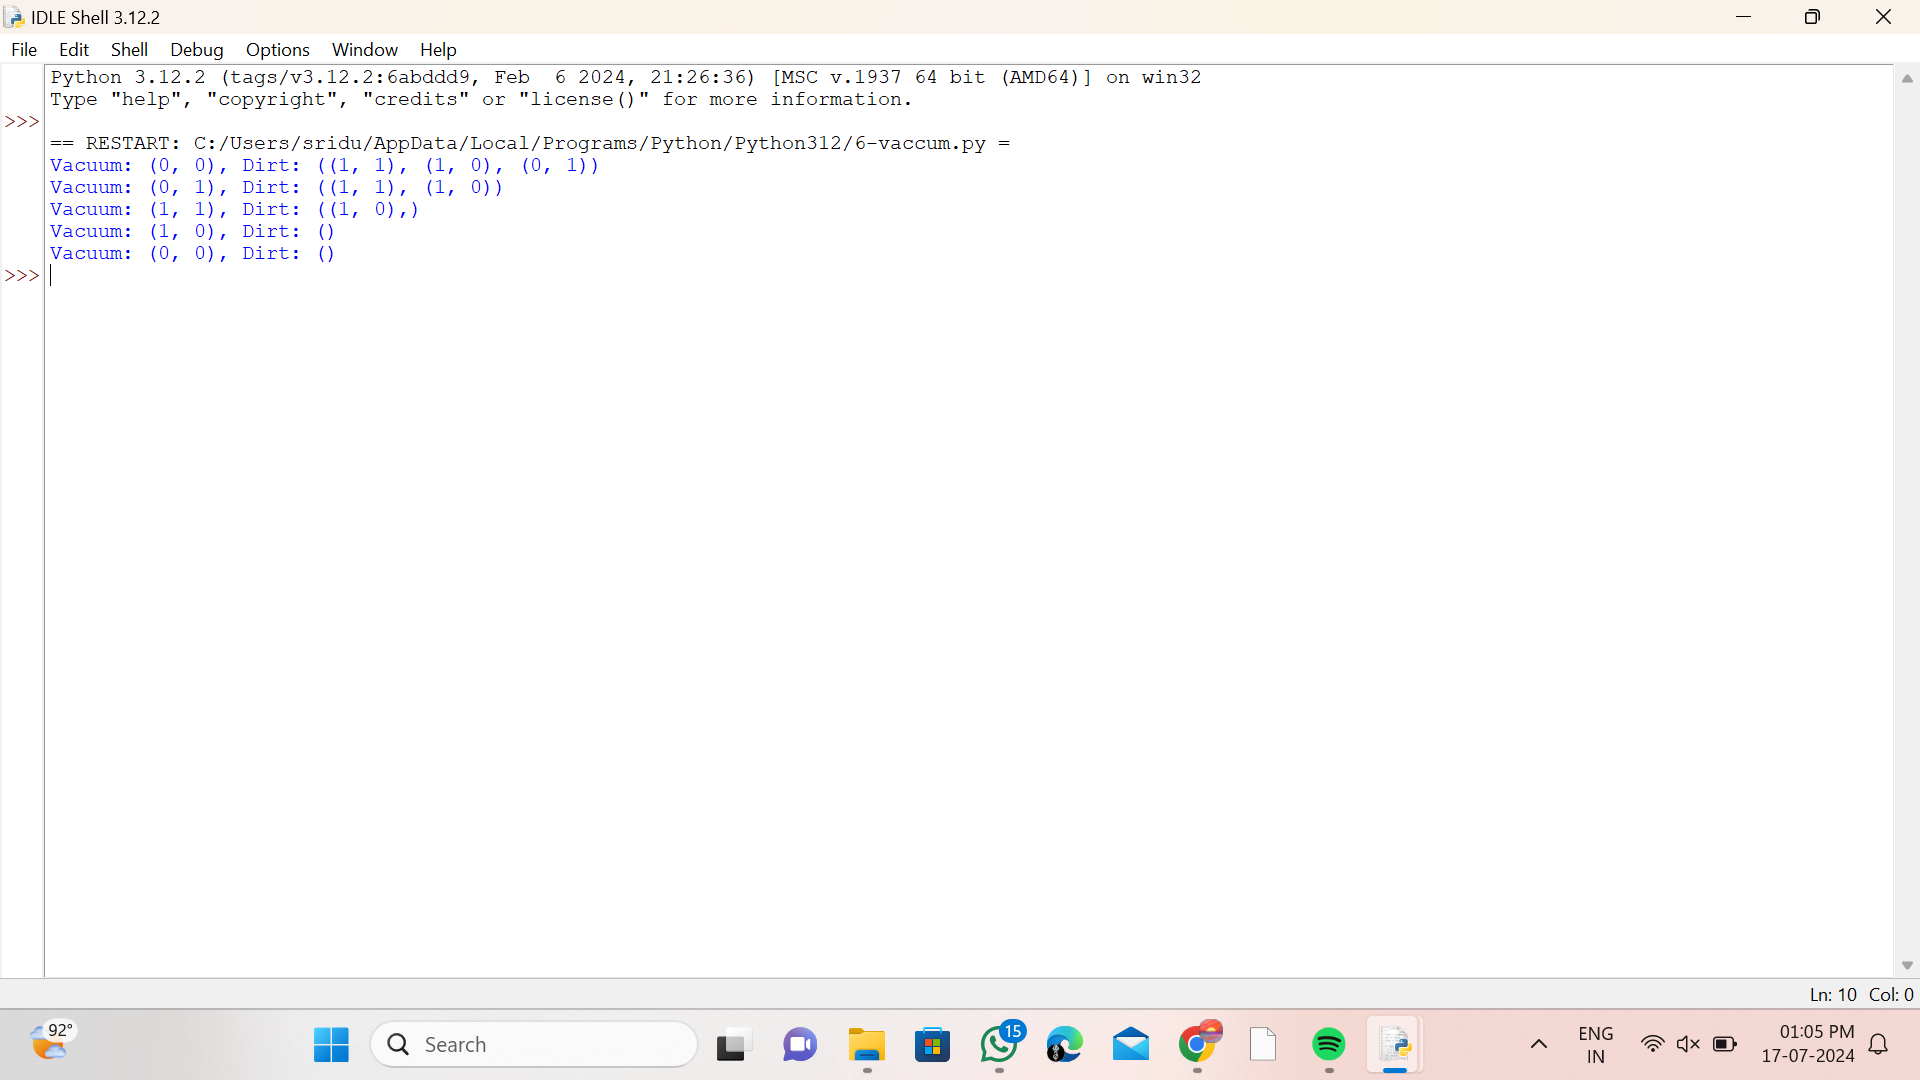 IDLE Shell 3.12.2
File Edit Shell Debug Options Window Help
Python 3.12.2 (tags/v3.12.2:6abddd9, Feb  6 2024, 21:26:36) [MSC v.1937 64 bit (AMD64)] on win32
Type "help", "copyright", "credits" or "license()" for more information.
>>>
== RESTART: C:/Users/sridu/AppData/Local/Programs/Python/Python312/6-vaccum.py =
Vacuum: (0, 0), Dirt: ((1, 1), (1, 0), (0, 1))
Vacuum: (0, 1), Dirt: ((1, 1), (1, 0))
Vacuum: (1, 1), Dirt: ((1, 0),)
Vacuum: (1, 0), Dirt: ()
Vacuum: (0, 0), Dirt: ()
>>>
Ln: 10 Col: 0
92°
Search
15
ENG
IN
01:05 PM
17-07-2024